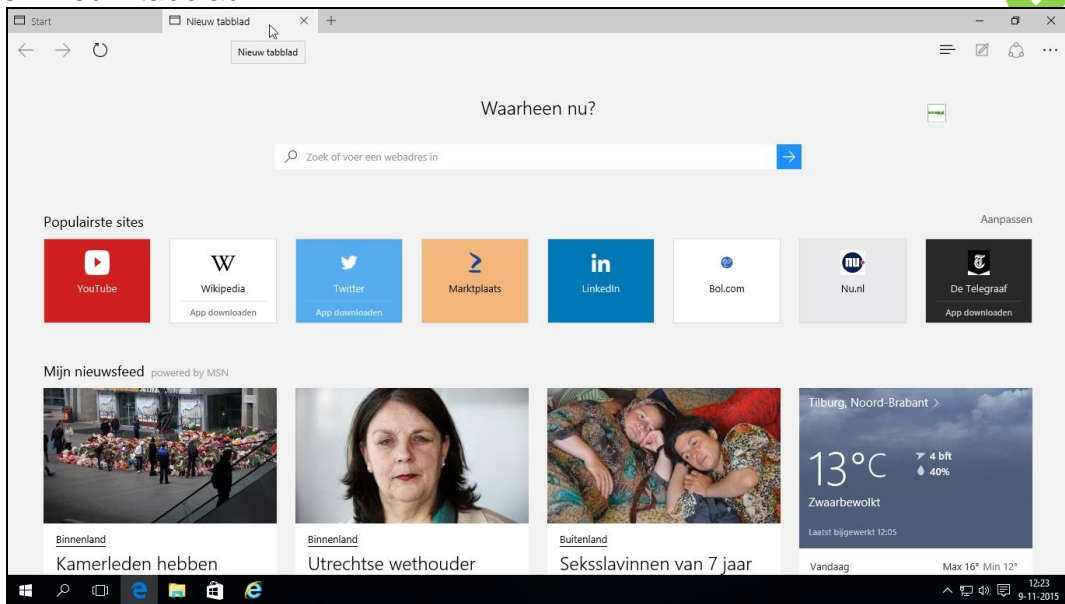 Start
Nieuw tabblad
Nieuw tabblad
Waarheen nu?
Zoek of voer een webadres in
Populairste sites
Aanpassen
YouTube
W
Wikipedia
App downloaden
Twitter
App downloaden
Marktplaats
in
LinkedIn
Bol.com
nu
Nu.nl
De Telegraaf
App downloaden
Mijn nieuwsfeed powered by MSN
Binnenland
Kamerleden hebben
Binnenland
Utrechtse wethouder
Buitenland
Seksslavinnen van 7 jaar
Tilburg, Noord-Brabant >
13°C
4 bft
40%
Zwaarbewolkt
Laatst bijgewerkt 12:05
Vandaag
Max 16° Min 12°
12:23
9-11-2015